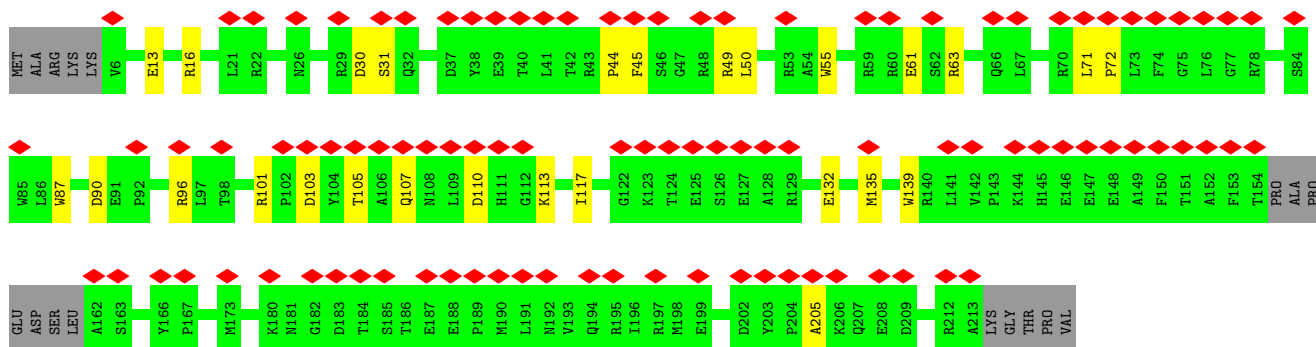 MET ALA ARG LYS LYS V6 E13 R16 L21 R22 N26 R29 D30 S31 Q32 D37 Y38 E39 T40 L41 T42 R43 P44 F45 S46 G47 R48 R49 L50 R53 A54 W55 R59 R60 E61 S62 R63 Q66 L67 R70 L71 P72 L73 F74 G75 L76 G77 R78 S84
W85 L86 W87 D90 E91 P92 R96 L97 T98 R101 P102 D103 Y104 T105 A106 Q107 N108 L109 D110 H111 G112 K113 I117 G122 K123 T124 E125 S126 E127 A128 R129 E132 M135 W139 R140 L141 V142 P143 K144 H145 E146 E147 E148 A149 F150 T151 A152 F153 T154 PRO ALA PRO
GLU ASP SER LEU A162 S163 Y166 P167 M173 K180 N181 G182 D183 T184 S185 T186 E187 E188 P189 M190 L191 N192 V193 Q194 R195 I196 R197 M198 E199 D202 Y203 P204 A205 K206 Q207 E208 D209 R212 A213 LYS GLY THR PRO VAL